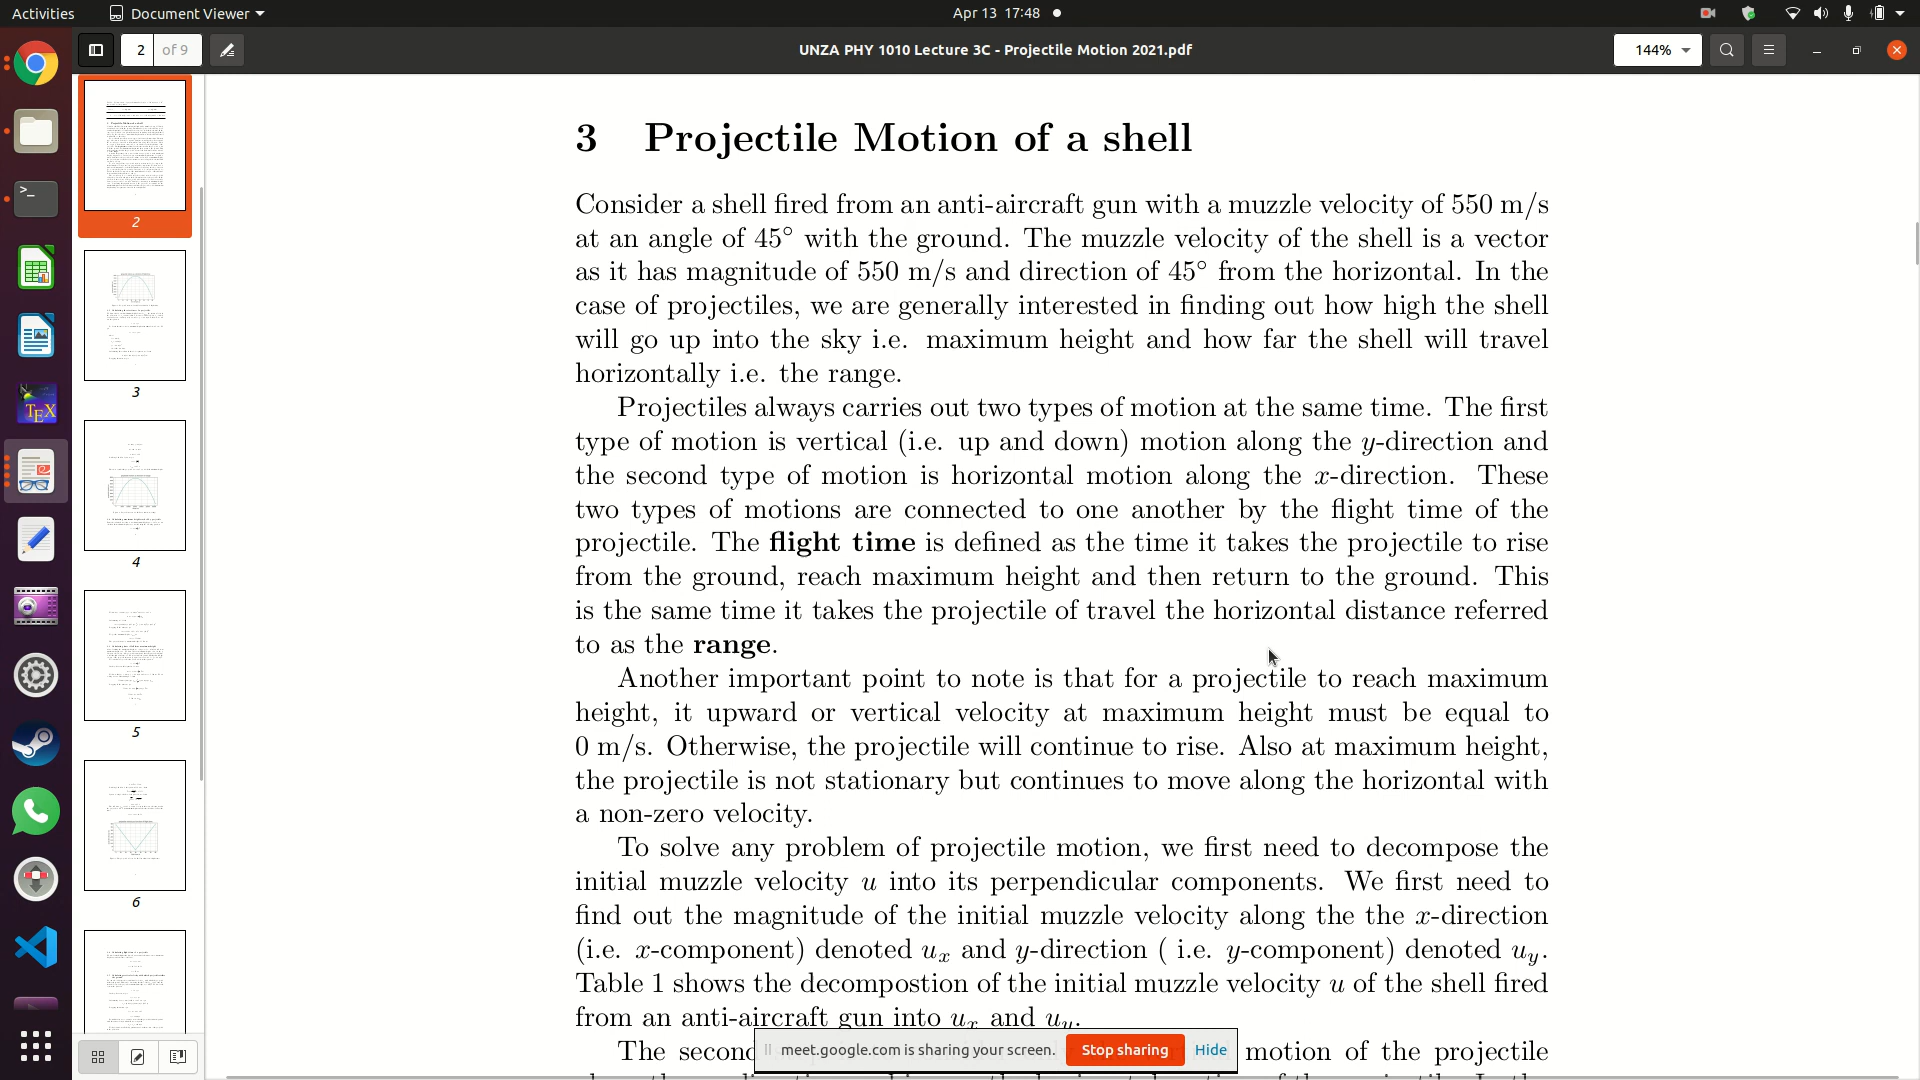 Activities
Document Viewer
Apr 13 17:48
2 of 9
UNZA PHY 1010 Lecture 3C - Projectile Motion 2021.pdf
144%
2
3
4
5
6
3 Projectile Motion of a shell
Consider a shell fired from an anti-aircraft gun with a muzzle velocity of 550 m/s
at an angle of 45° with the ground. The muzzle velocity of the shell is a vector
as it has magnitude of 550 m/s and direction of 45° from the horizontal. In the
case of projectiles, we are generally interested in finding out how high the shell
will go up into the sky i.e. maximum height and how far the shell will travel
horizontally i.e. the range.
Projectiles always carries out two types of motion at the same time. The first
type of motion is vertical (i.e. up and down) motion along the y-direction and
the second type of motion is horizontal motion along the x-direction. These
two types of motions are connected to one another by the flight time of the
projectile. The flight time is defined as the time it takes the projectile to rise
from the ground, reach maximum height and then return to the ground. This
is the same time it takes the projectile of travel the horizontal distance referred
to as the range.
Another important point to note is that for a projectile to reach maximum
height, it upward or vertical velocity at maximum height must be equal to
0 m/s. Otherwise, the projectile will continue to rise. Also at maximum height,
the projectile is not stationary but continues to move along the horizontal with
a non-zero velocity.
To solve any problem of projectile motion, we first need to decompose the
initial muzzle velocity u into its perpendicular components. We first need to
find out the magnitude of the initial muzzle velocity along the the x-direction
(i.e. x-component) denoted uₓ and y-direction ( i.e. y-component) denoted u_y.
Table 1 shows the decompostion of the initial muzzle velocity u of the shell fired
from an anti-aircraft gun into uₓ and u_y.
The second motion of the projectile
meet.google.com is sharing your screen.
Stop sharing
Hide